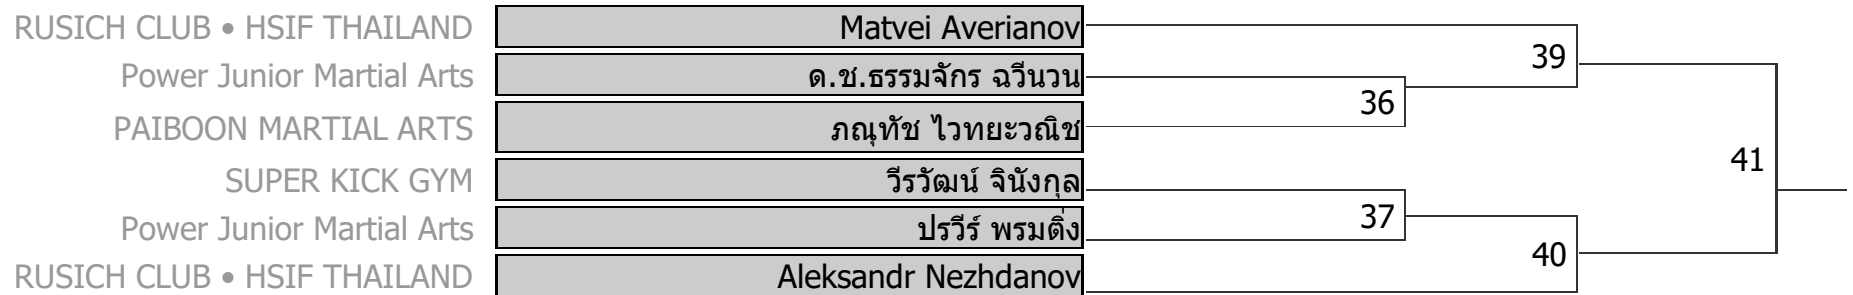 RUSICH CLUB • HSIF THAILAND Matvei Averianov
39
Power Junior Martial Arts ด.ช.ธรรมจักร ฉวีนวน
36
PAIBOON MARTIAL ARTS ภณุทัช ไวทยะวณิช
41
SUPER KICK GYM วีรวัฒน์ จินังกุล
37
Power Junior Martial Arts ปรวีร์ พรมติ่ง
40
RUSICH CLUB • HSIF THAILAND Aleksandr Nezhdanov